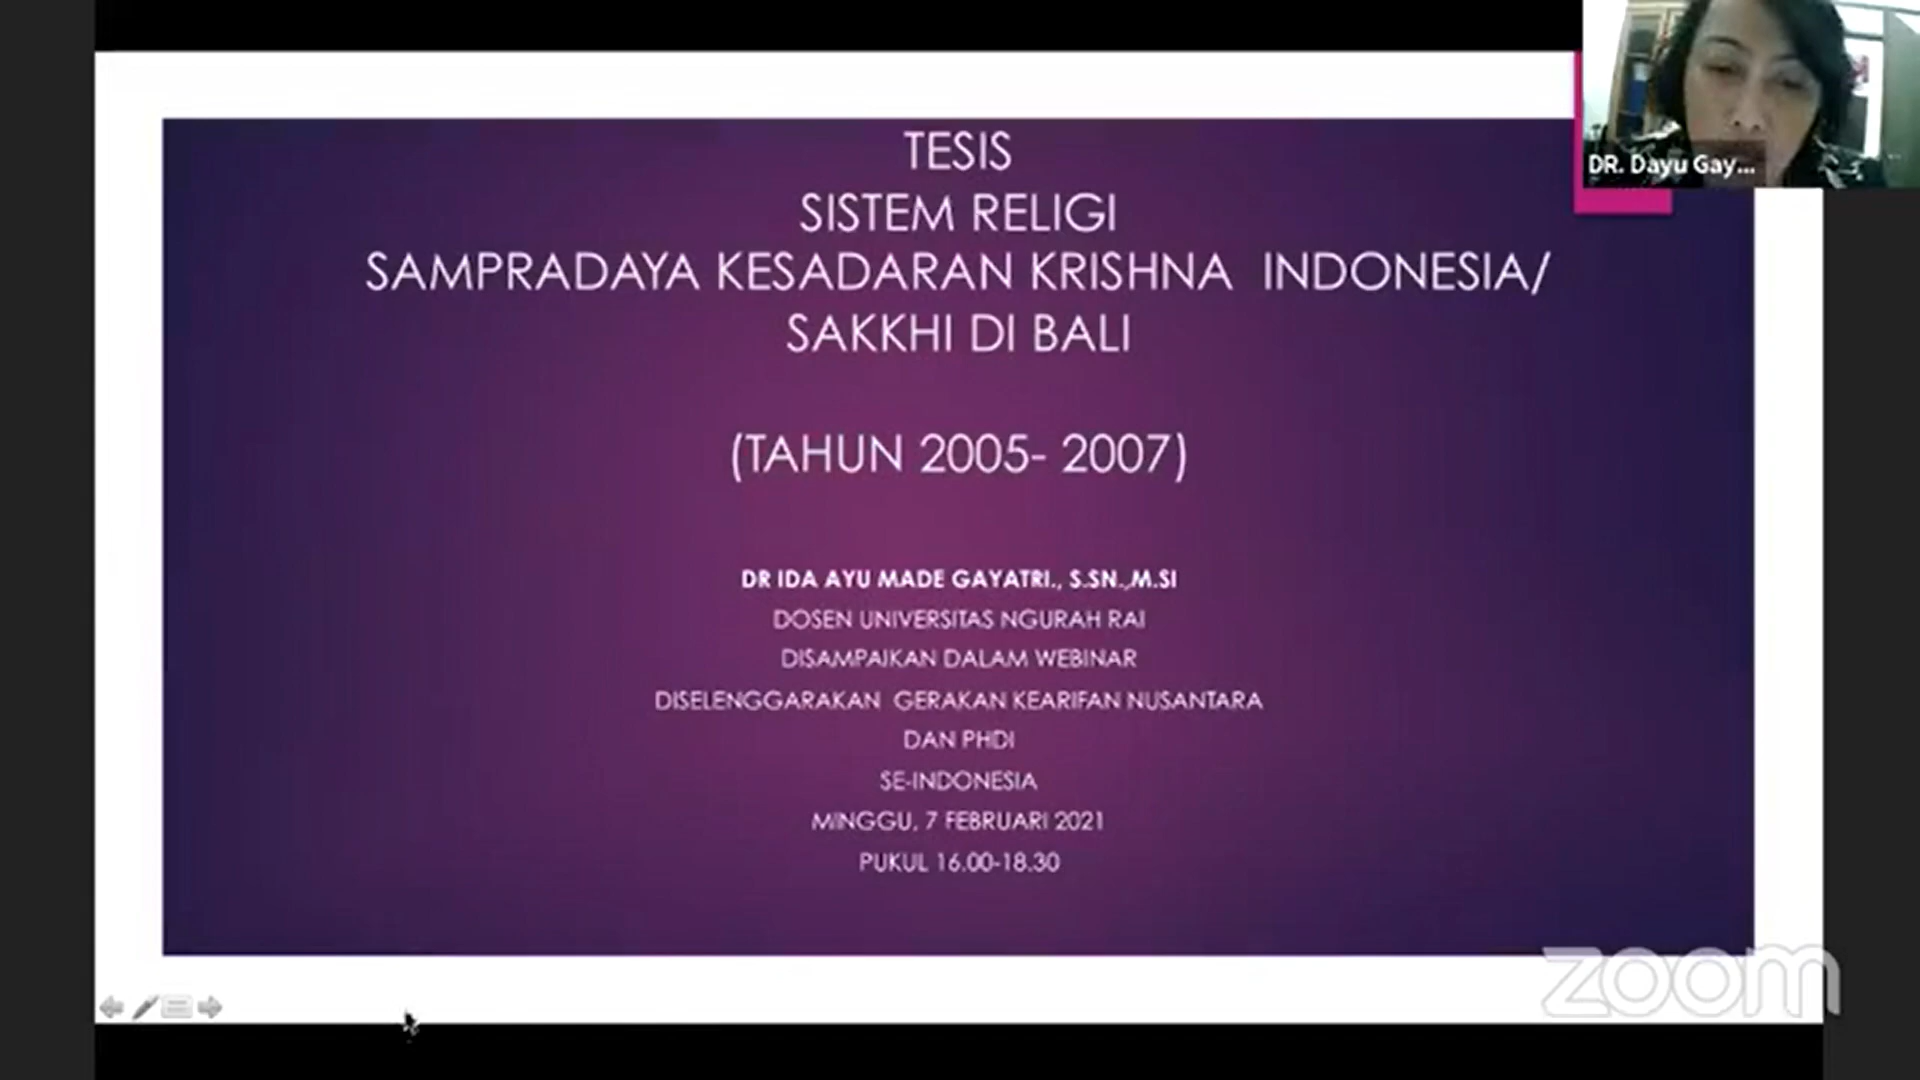 TESIS
SISTEM RELIGI
SAMPRADAYA KESADARAN KRISHNA INDONESIA/
SAKKHI DI BALI
(TAHUN 2005- 2007)
DR IDA AYU MADE GAYATRI., S.SN.,M.SI
DOSEN UNIVERSITAS NGURAH RAI
DISAMPAIKAN DALAM WEBINAR
DISELENGGARAKAN GERAKAN KEARIFAN NUSANTARA
DAN PHDI
SE-INDONESIA
MINGGU, 7 FEBRUARI 2021
PUKUL 16.00-18.30
DR. Dayu Gay...
zoom